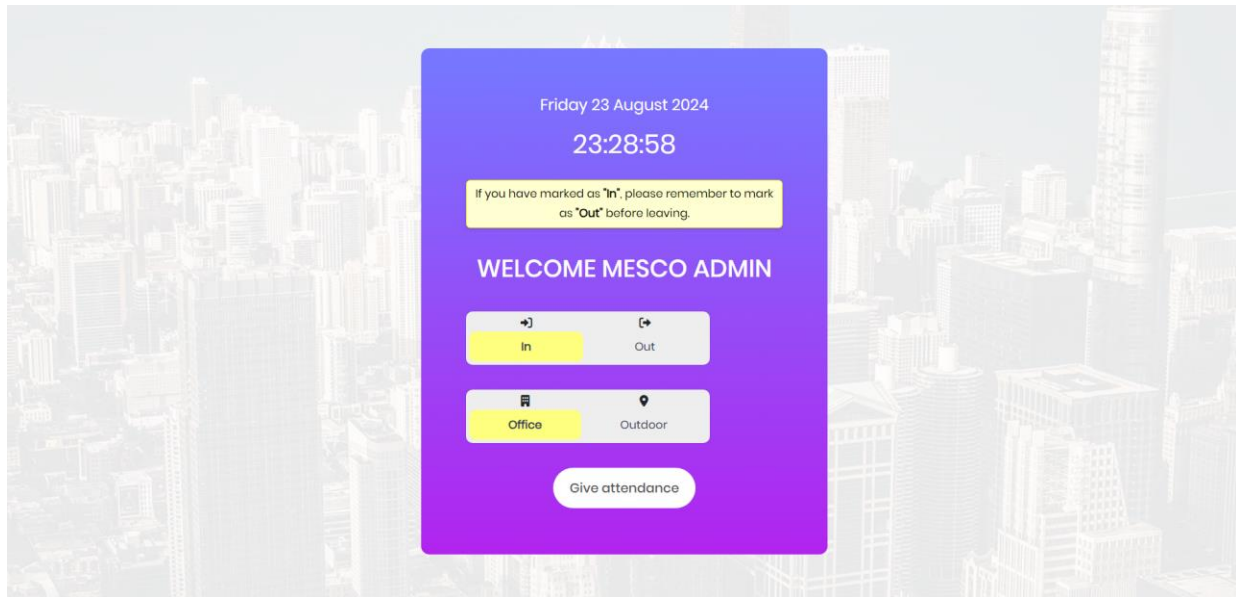 Friday 23 August 2024
23:28:58
If you have marked as "In", please remember to mark
as "Out" before leaving.
WELCOME MESCO ADMIN
In Out
Office Outdoor
Give attendance